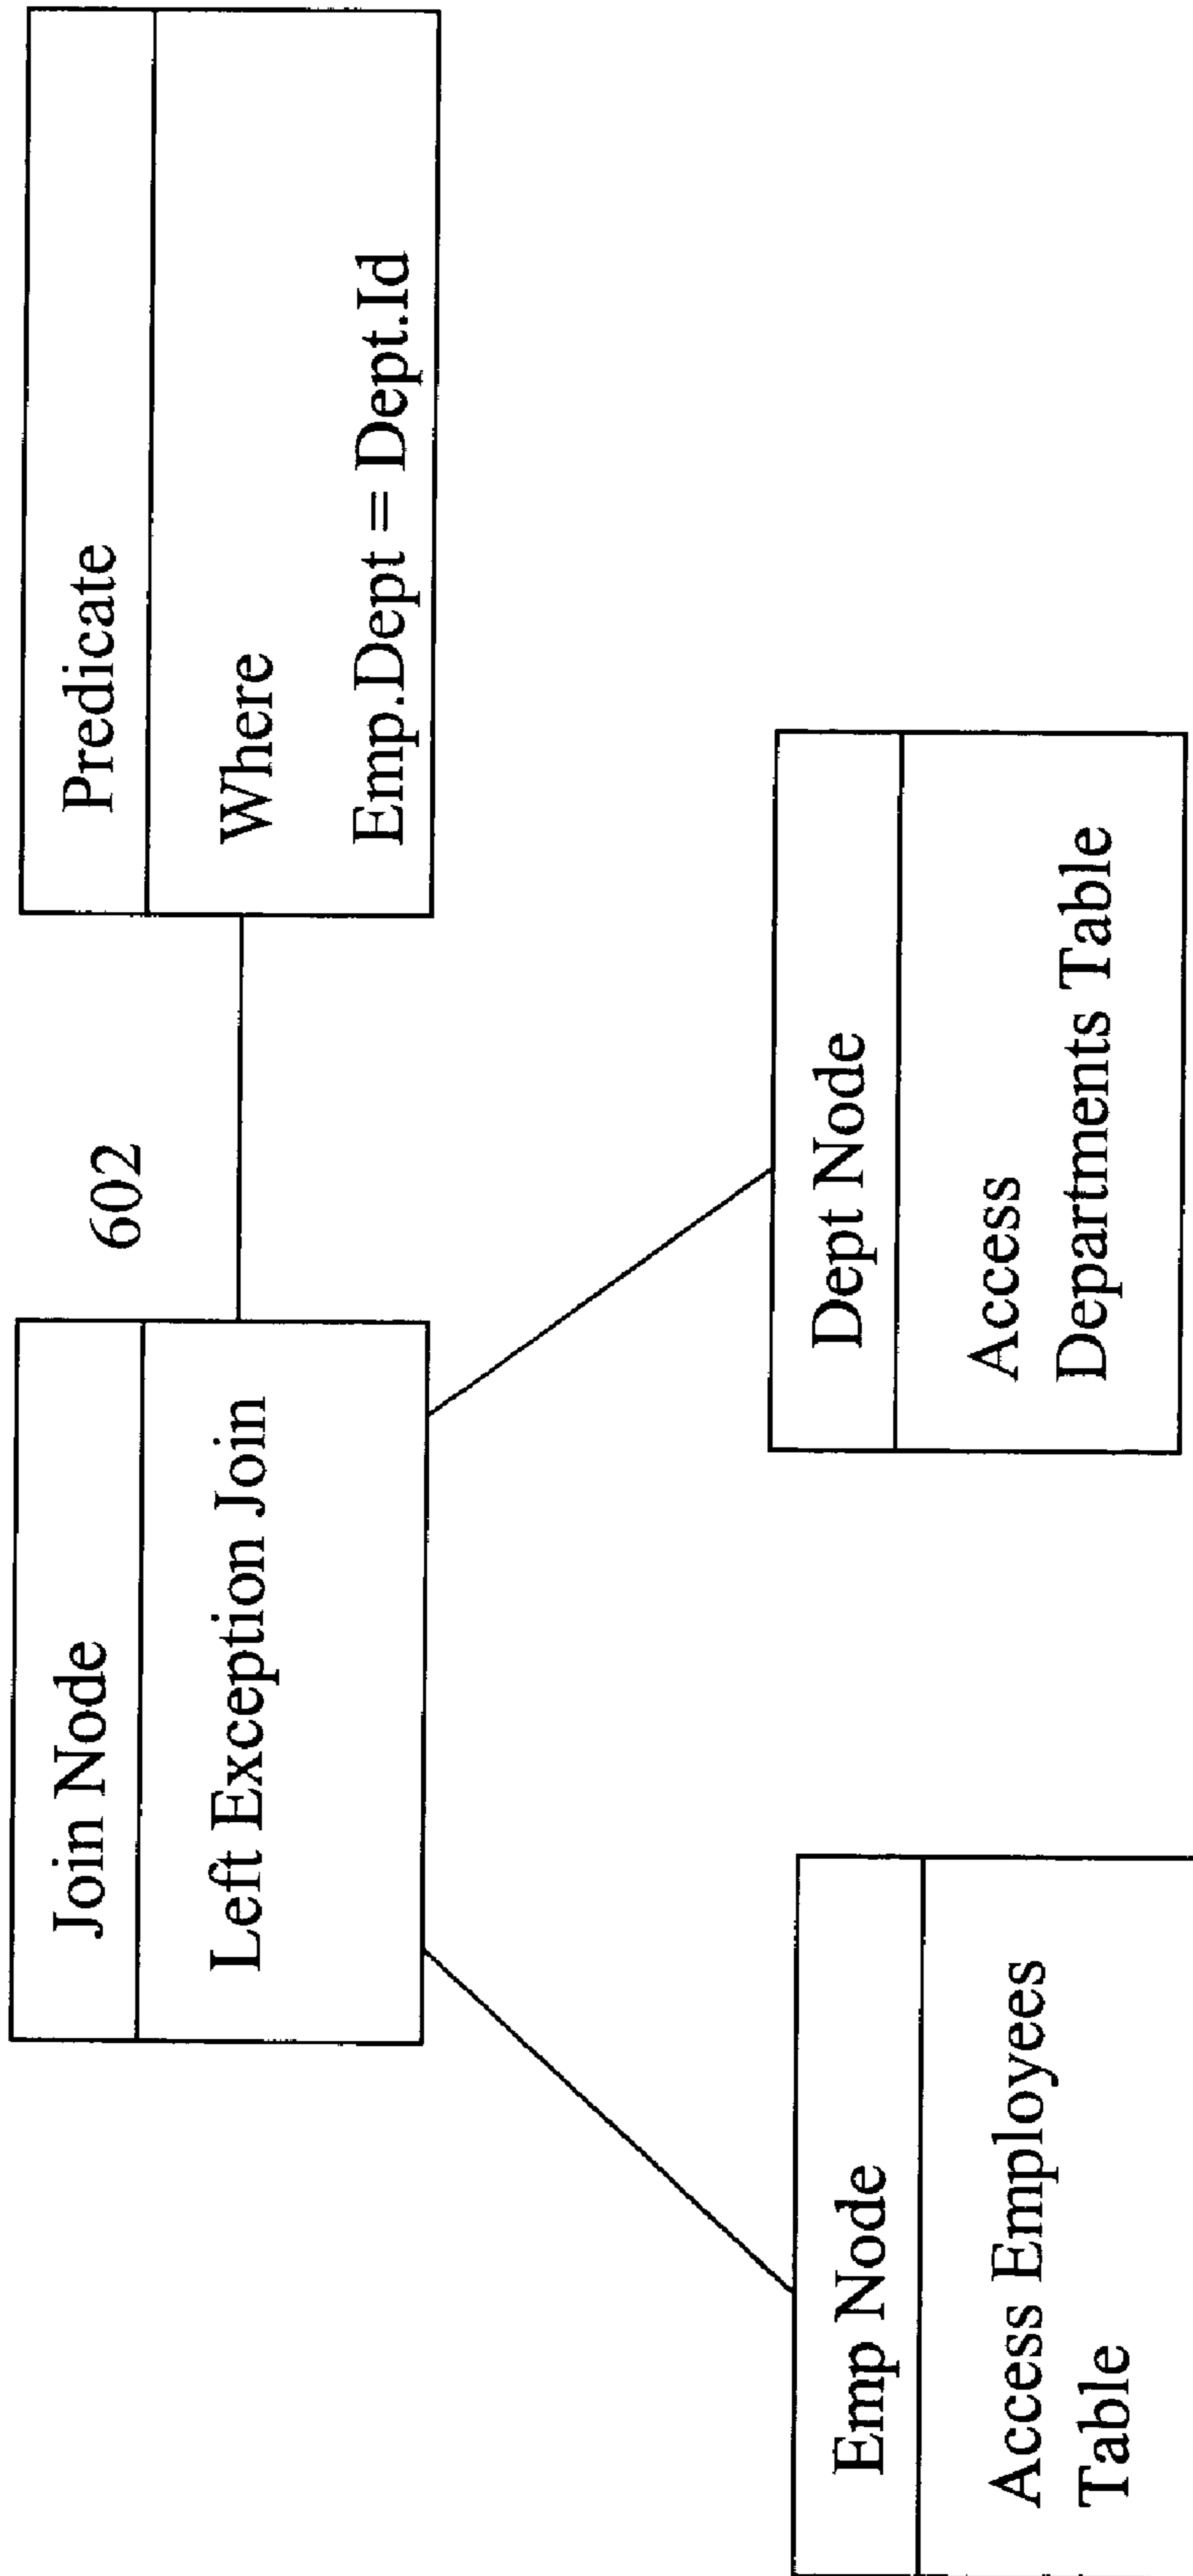 Join Node
Left Exception Join
602
Predicate
Where
Emp.Dept = Dept.Id
Emp Node
Access Employees
Table
Dept Node
Access
Departments Table